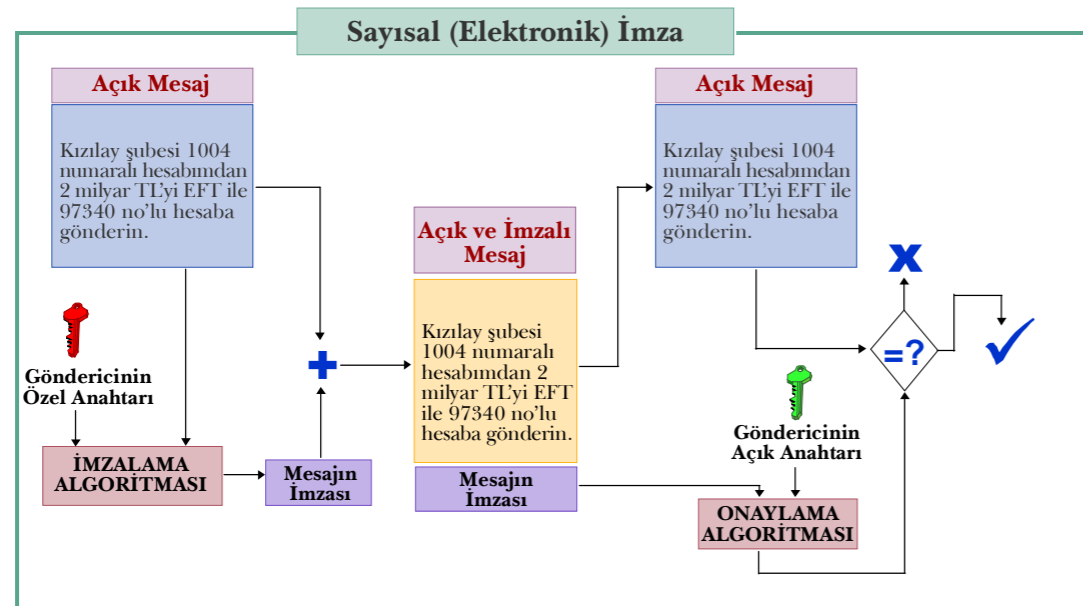 Sayısal (Elektronik) İmza
Açık Mesaj
Kızılay şubesi 1004
numaralı hesabımdan
2 milyar TL'yi EFT ile
97340 no'lu hesaba
gönderin.
Göndericinin
Özel Anahtarı
İMZALAMA
ALGORİTMASI
Mesajın
İmzası
Açık ve İmzalı
Mesaj
Kızılay şubesi
1004 numaralı
hesabımdan 2
milyar TL'yi EFT
ile 97340 no'lu
hesaba gönderin.
Mesajın
İmzası
Açık Mesaj
Kızılay şubesi 1004
numaralı hesabımdan
2 milyar TL'yi EFT ile
97340 no'lu hesaba
gönderin.
=?
Göndericinin
Açık Anahtarı
ONAYLAMA
ALGORİTMASI